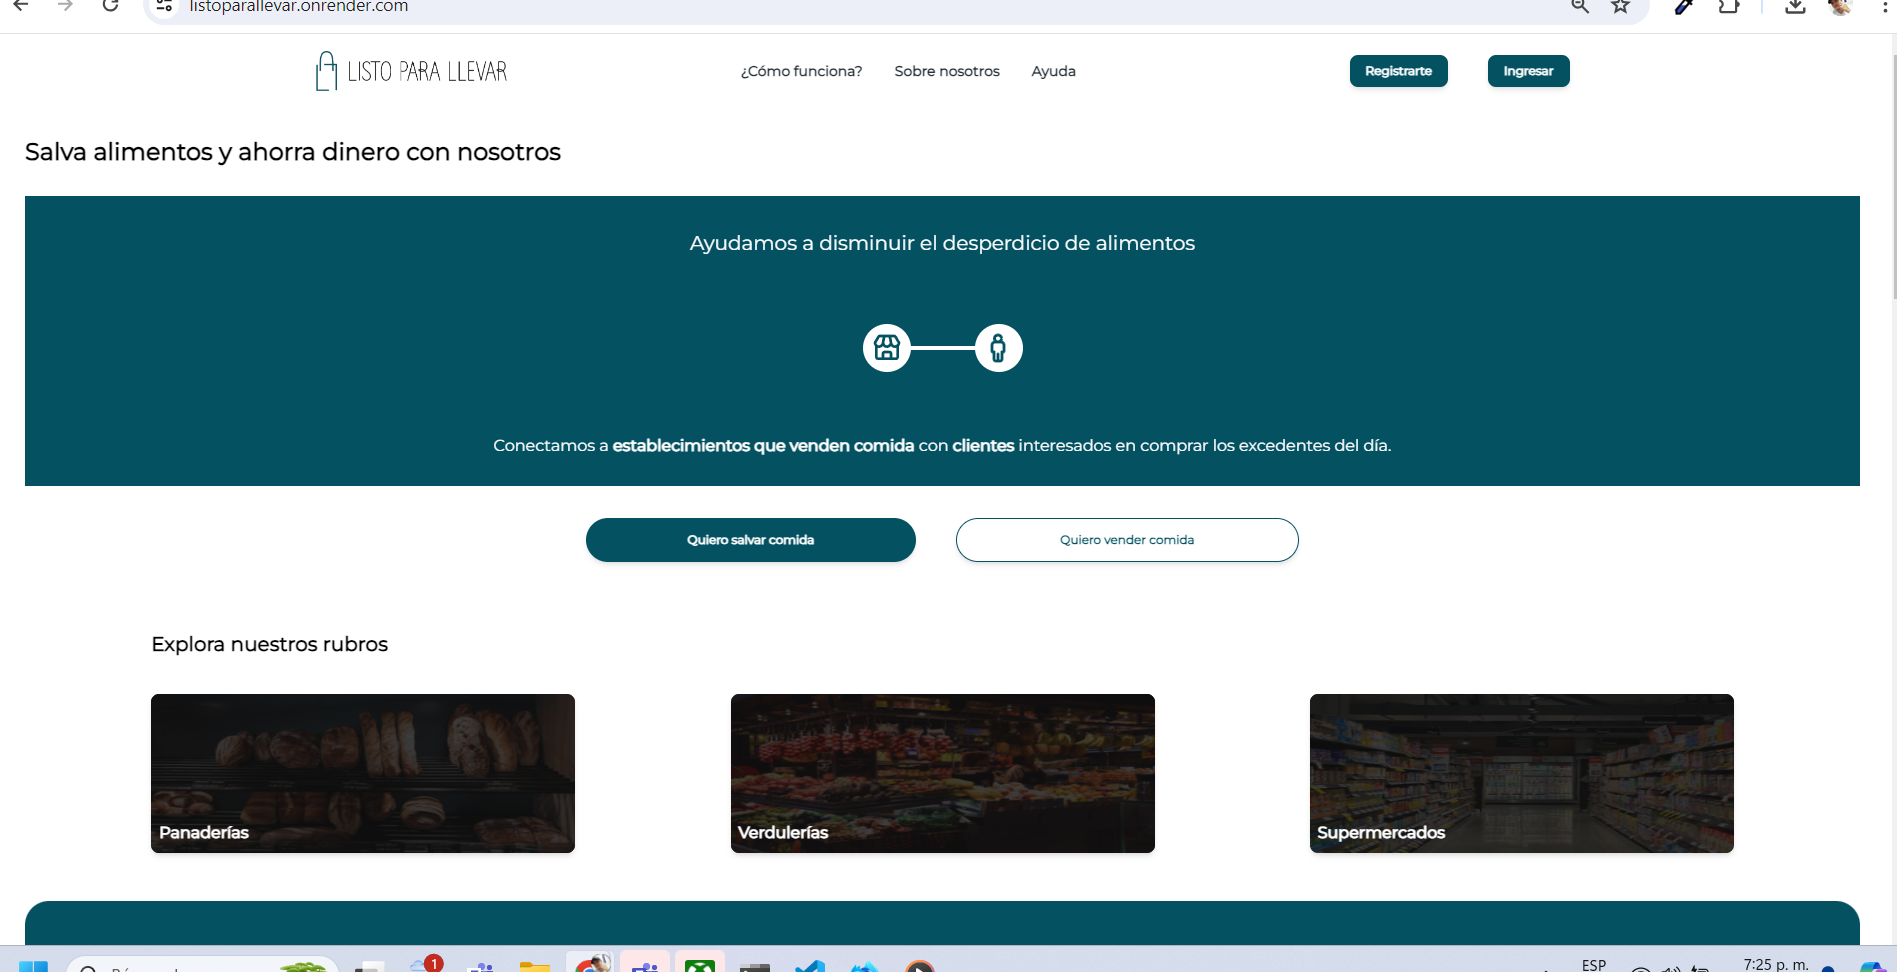 listoparallevar.onrender.com
LISTO PARA LLEVAR
¿Cómo funciona?
Sobre nosotros
Ayuda
Registrarte
Ingresar
Salva alimentos y ahorra dinero con nosotros
Ayudamos a disminuir el desperdicio de alimentos
Conectamos a establecimientos que venden comida con clientes interesados en comprar los excedentes del día.
Quiero salvar comida
Quiero vender comida
Explora nuestros rubros
Panaderías
Verdulerías
Supermercados
1
ESP
7:25 p. m.